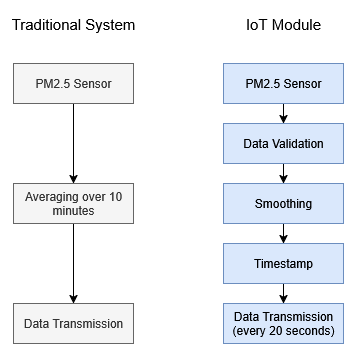 Traditional System
IoT Module
PM2.5 Sensor
PM2.5 Sensor
Data Validation
Averaging over 10
minutes
Smoothing
Timestamp
Data Transmission
Data Transmission
(every 20 seconds)